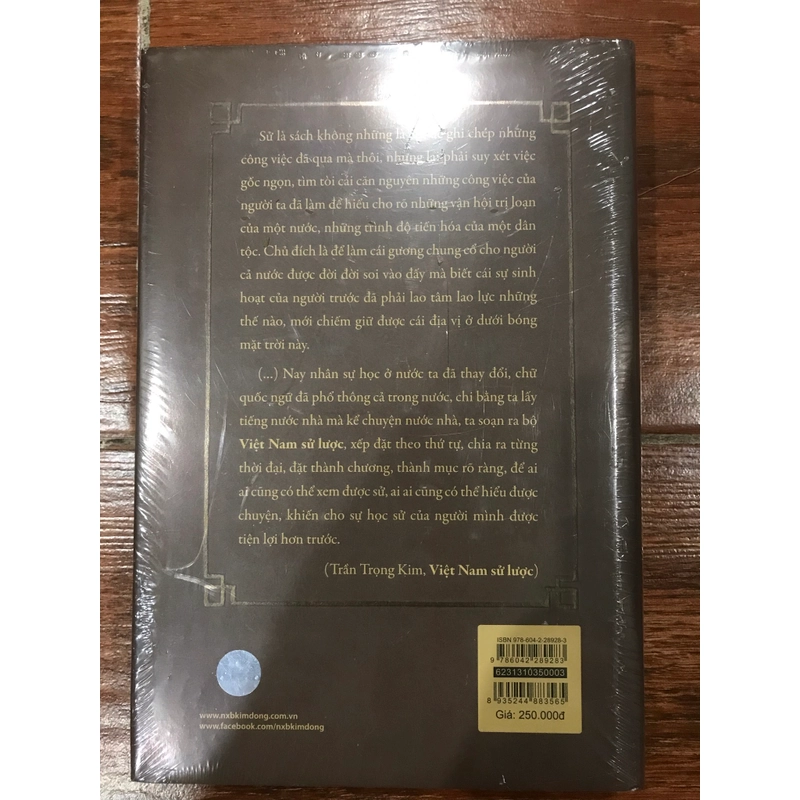 Sử là sách không những là ghi chép những
công việc đã qua mà thôi, nhưng lại phải suy xét việc
gốc ngọn, tìm tòi cái căn nguyên những công việc của
người ta đã làm để hiểu cho rõ những vận hội trị loạn
của một nước, những trình độ tiến hóa của một dân
tộc. Chủ đích là để làm cái gương chung cổ cho người
cả nước được đời đời soi vào đấy mà biết cái sự sinh
hoạt của người trước đã phải lao tâm lao lực những
thế nào, mới chiếm giữ được cái địa vị ở dưới bóng
mặt trời này.
(...) Nay nhân sự học ở nước ta đã thay đổi, chữ
quốc ngữ đã phổ thông cả trong nước, chi bằng ta lấy
tiếng nước nhà mà kể chuyện nước nhà, ta soạn ra bộ
Việt Nam sử lược, xếp đặt theo thứ tự, chia ra từng
thời đại, đặt thành chương, thành mục rõ ràng, để ai
ai cũng có thể xem được sử, ai ai cũng có thể hiểu được
chuyện, khiến cho sự học sử của người mình được
tiện lợi hơn trước.
(Trần Trọng Kim, Việt Nam sử lược)
ISBN 978-604-2-28928-3
9 786042 289283
6231310350003
8 935244 883565
Giá: 250.000đ
www.nxbkimdong.com.vn
www.facebook.com/nxbkimdong